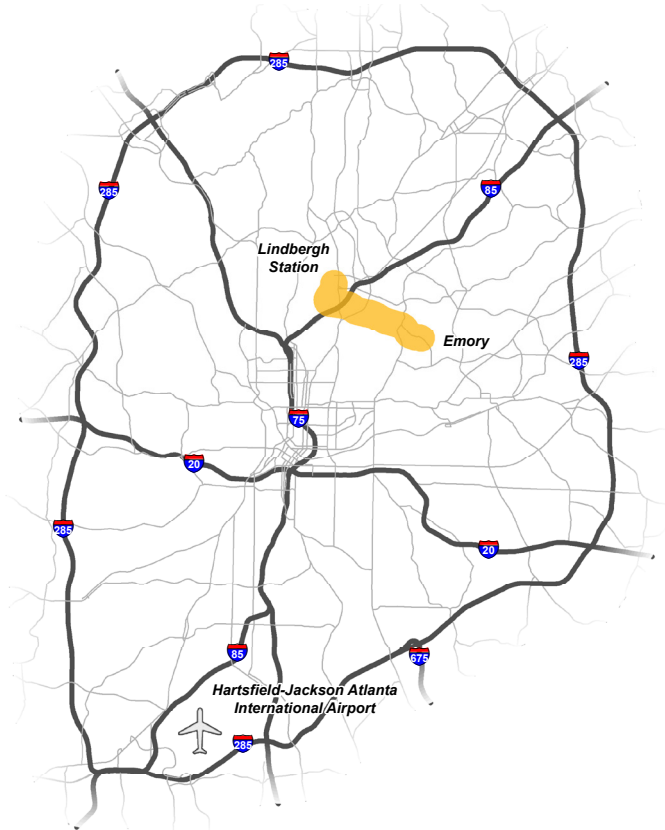 285
285
85
Lindbergh
Station
Emory
285
75
20
285
20
85
675
Hartsfield-Jackson Atlanta
International Airport
285